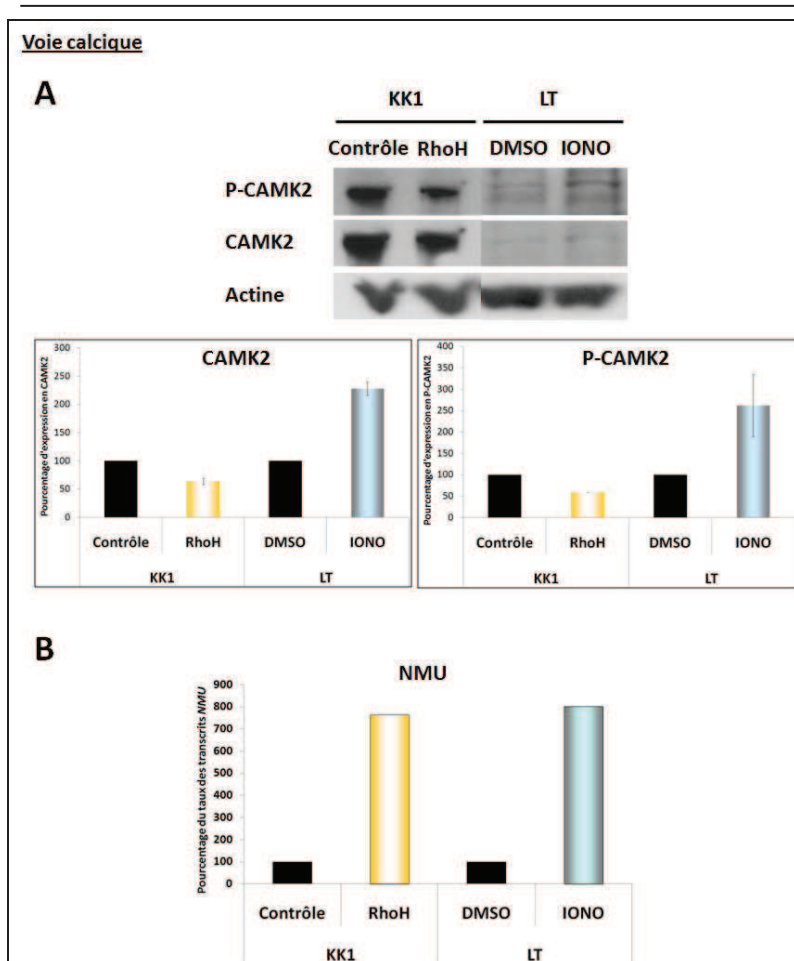 Voie calcique
A
KK1 LT
Contrôle RhoH DMSO IONO
P-CAMK2
CAMK2
Actine
CAMK2
Pourcentage d'expression en CAMK2
300
250
200
150
100
50
0
Contrôle RhoH DMSO IONO
KK1 LT
P-CAMK2
Pourcentage d'expression en P-CAMK2
400
350
300
250
200
150
100
50
0
Contrôle RhoH DMSO IONO
KK1 LT
B
NMU
Pourcentage du taux des transcrits NMU
900
800
700
600
500
400
300
200
100
0
Contrôle RhoH DMSO IONO
KK1 LT